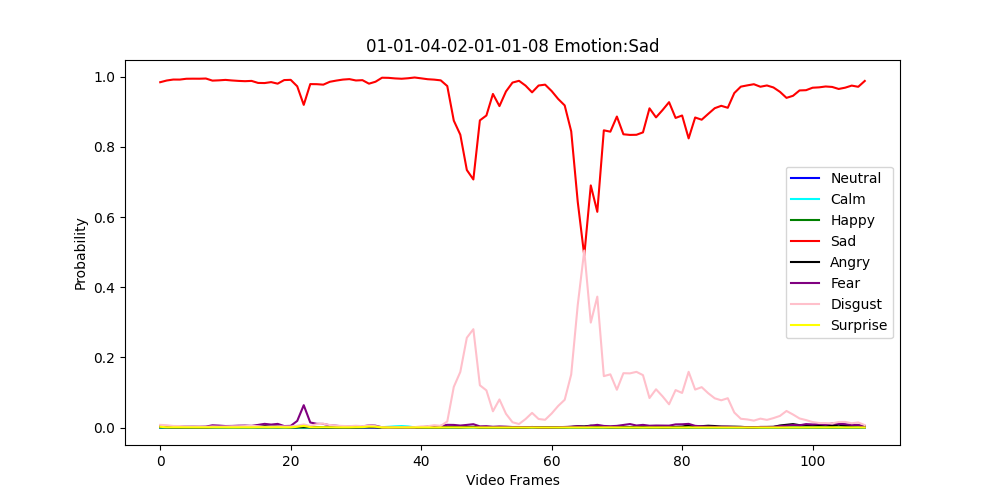 01-01-04-02-01-01-08 Emotion:Sad
Probability
1.0
0.8
0.6
0.4
0.2
0.0
Neutral
Calm
Happy
Sad
Angry
Fear
Disgust
Surprise
0 20 40 60 80 100
Video Frames